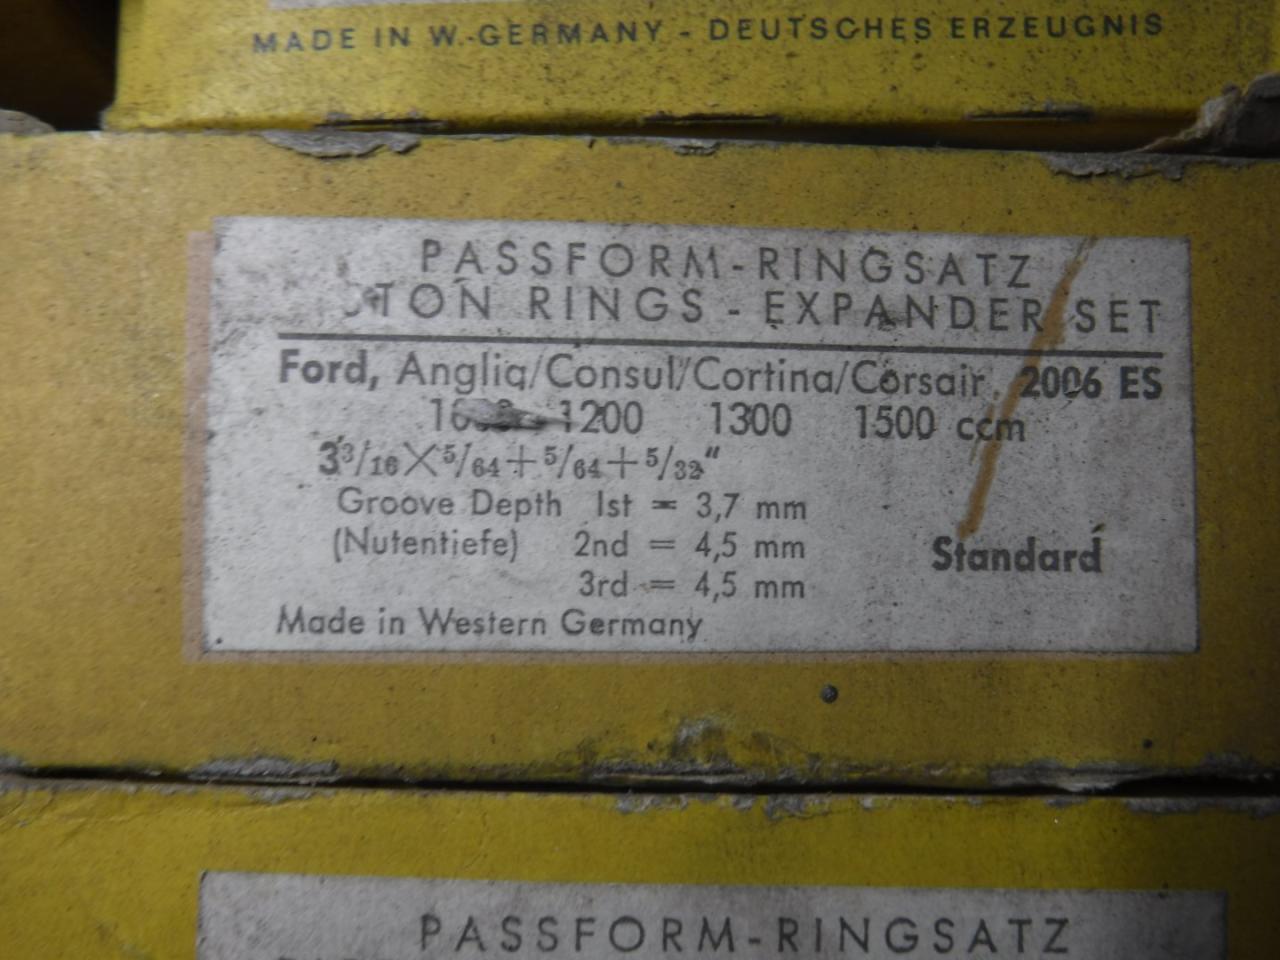 MADE IN W.-GERMANY - DEUTSCHES ERZEUGNIS
PASSFORM-RINGSATZ
RINGS - EXPANDER SET
Ford, Anglia/Consul/Cortina/Corsair, 2006 ES
1200 1300 1500 ccm
3 3/16 X 5/64 + 5/64 + 5/32"
Groove Depth 1st = 3,7 mm
(Nutentiefe) 2nd = 4,5 mm
Standard
3rd = 4,5 mm
Made in Western Germany
PASSFORM-RINGSATZ